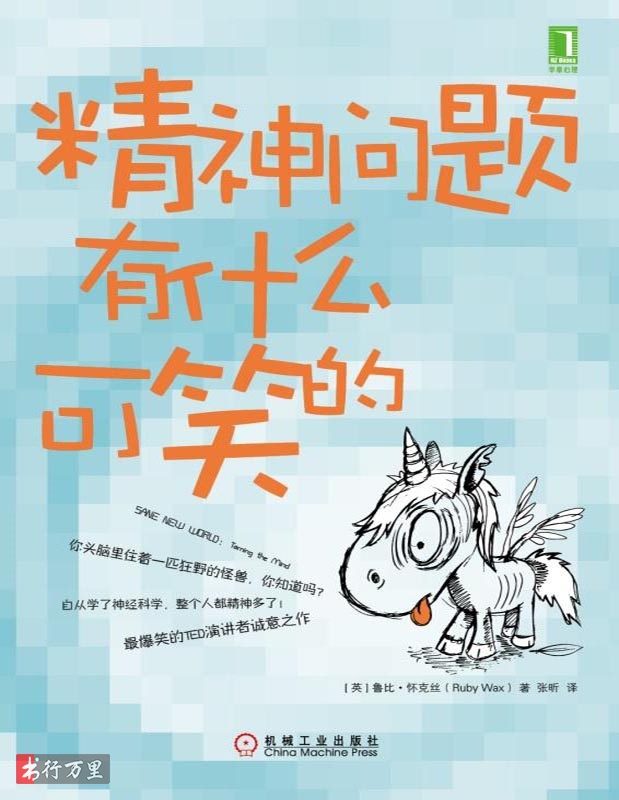 HZ Books
华章心理
精神问题
有什么
可笑的
SANE NEW WORLD: Taming the Mind
你头脑里住着一匹狂野的怪兽，你知道吗？
自从学了神经科学，整个人都精神多了！
最爆笑的TED演讲者诚意之作
［英］鲁比·怀克丝（Ruby Wax）著 张昕 译
机械工业出版社
China Machine Press
书行万里